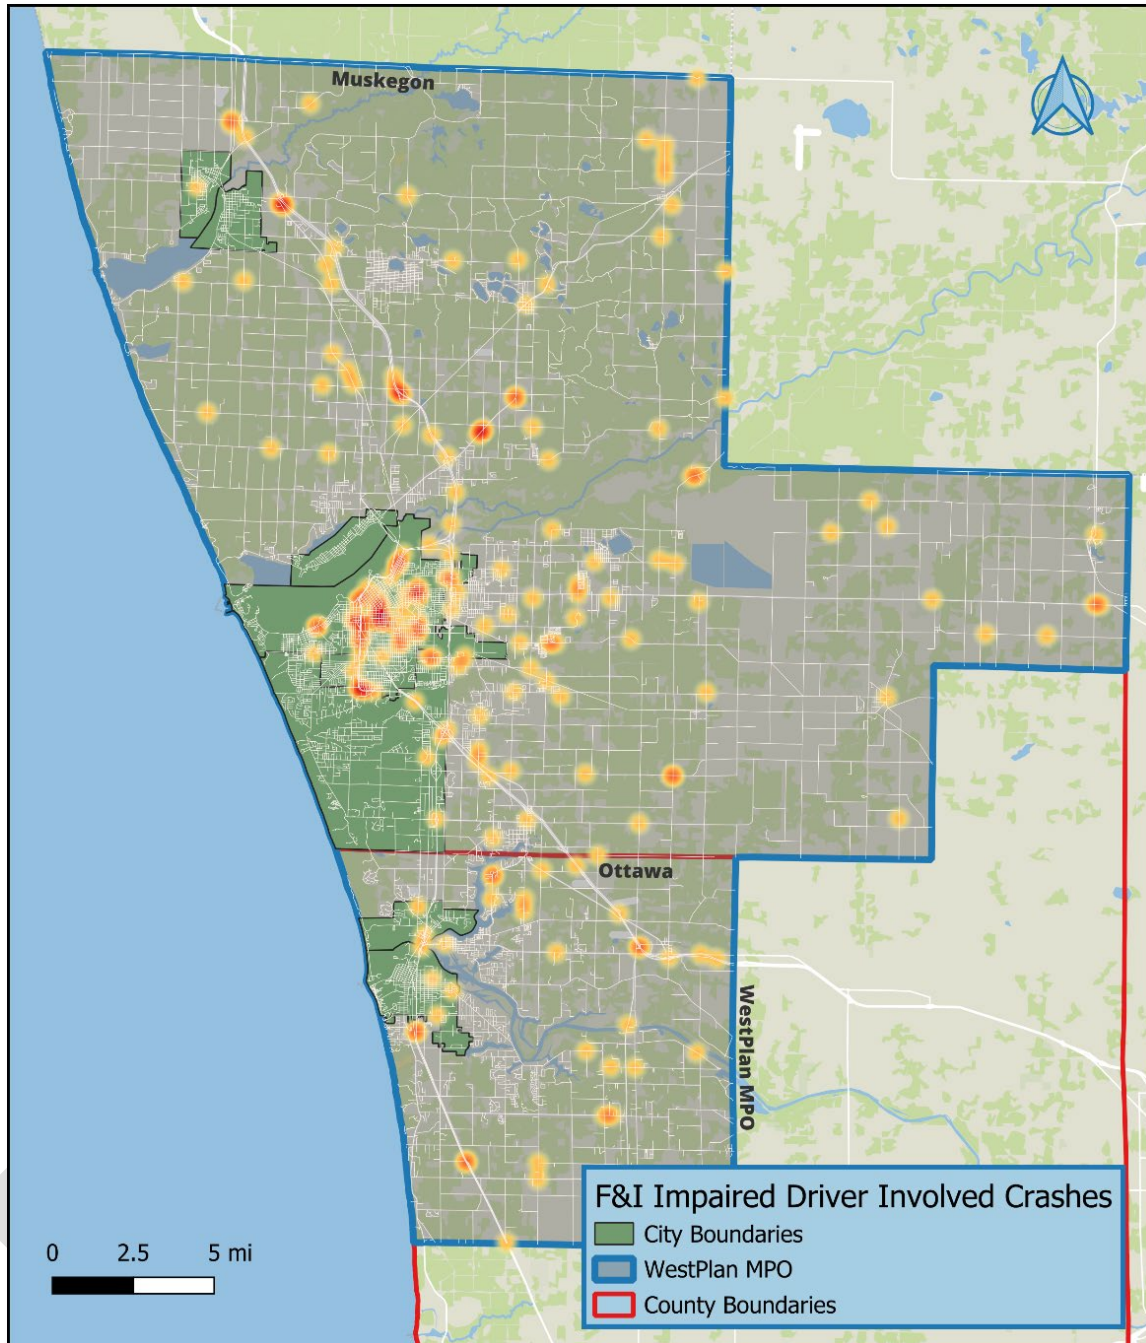 Muskegon
Ottawa
WestPlan MPO
F&I Impaired Driver Involved Crashes
City Boundaries
WestPlan MPO
County Boundaries
0 2.5 5 mi